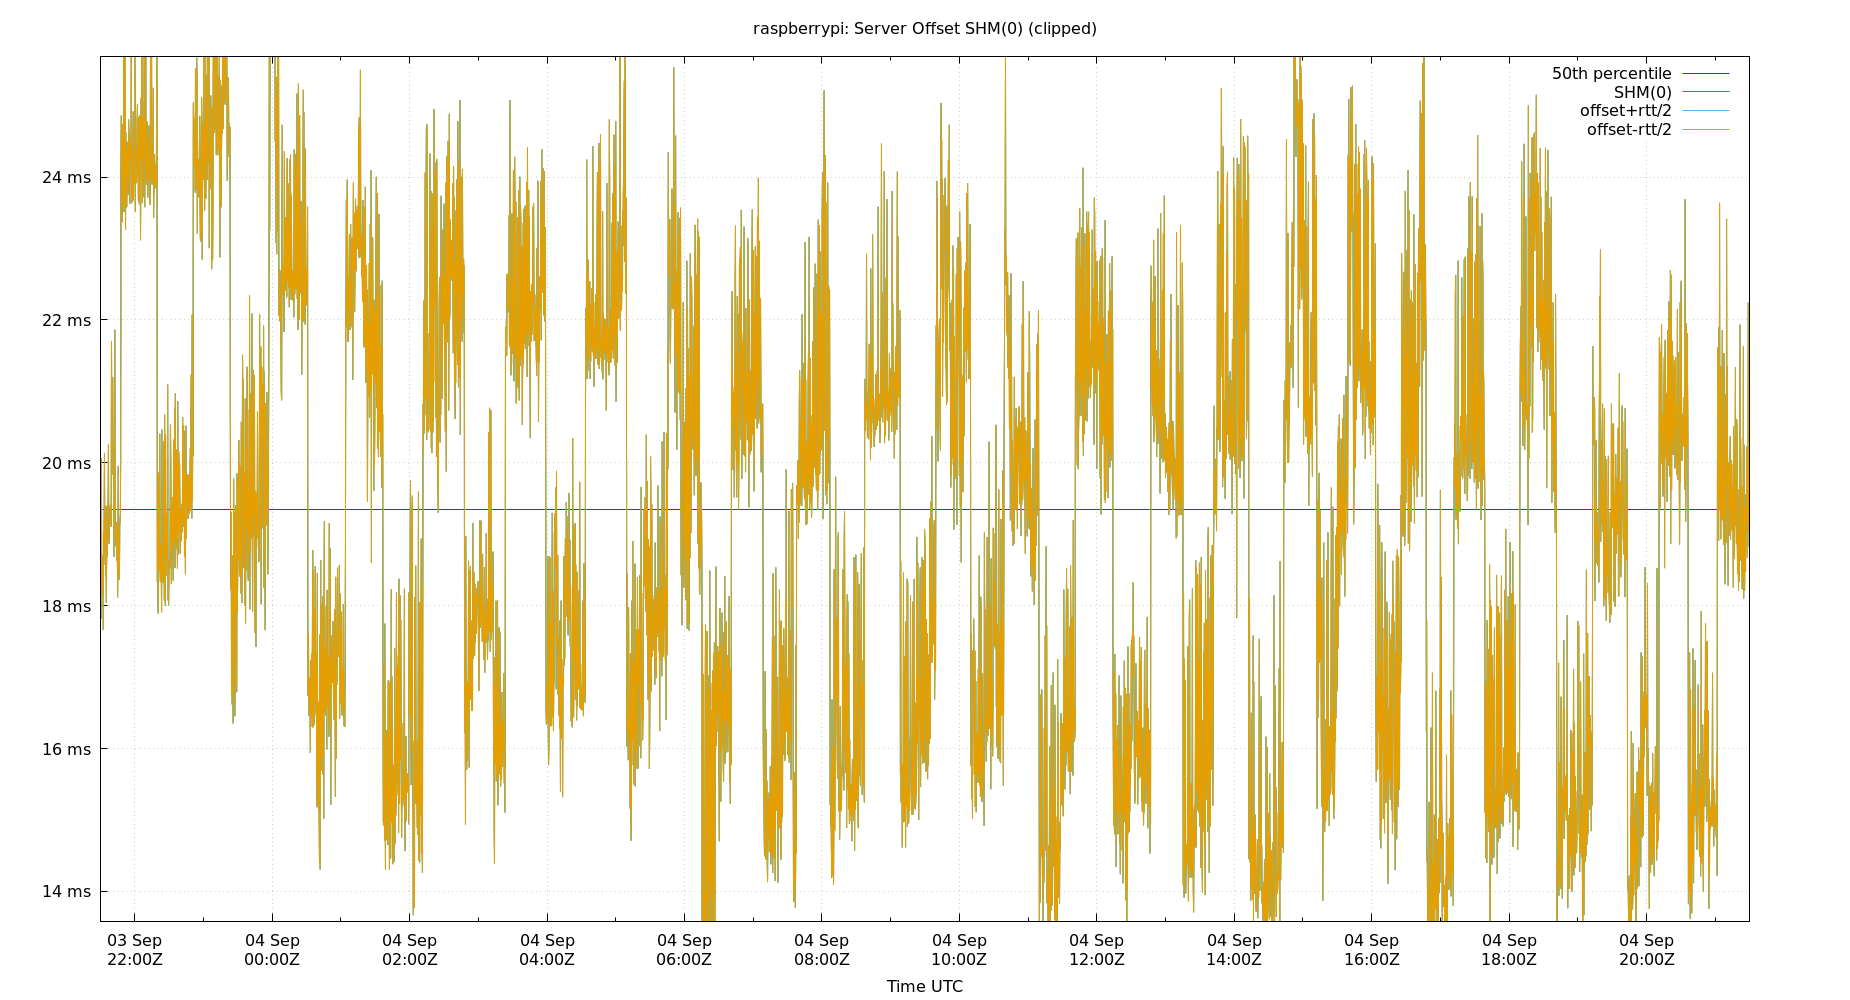 raspberrypi: Server Offset SHM(0) (clipped)
50th percentile
SHM(0)
offset+rtt/2
offset-rtt/2
24 ms
22 ms
20 ms
18 ms
16 ms
14 ms
03 Sep 04 Sep 04 Sep 04 Sep 04 Sep 04 Sep 04 Sep 04 Sep 04 Sep 04 Sep 04 Sep 04 Sep
22:00Z 00:00Z 02:00Z 04:00Z 06:00Z 08:00Z 10:00Z 12:00Z 14:00Z 16:00Z 18:00Z 20:00Z
Time UTC